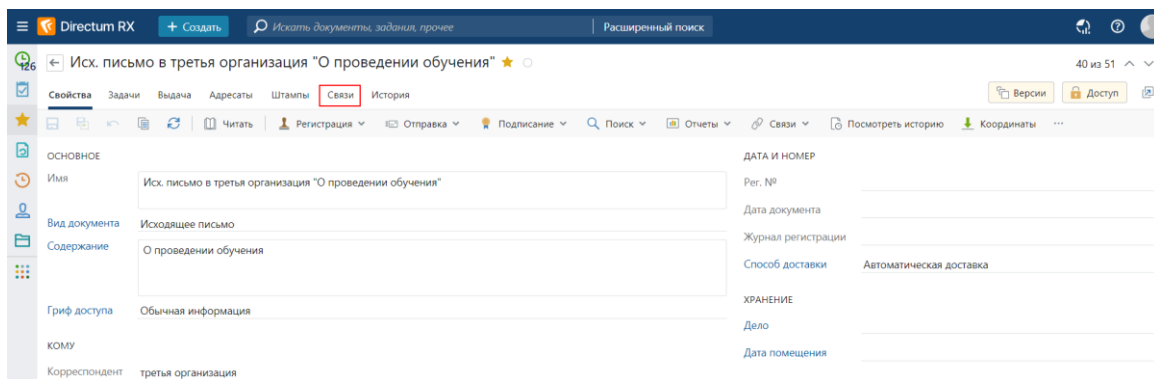 Directum RX + Создать Искать документы, задания, прочее Расширенный поиск
126
Исх. письмо в третья организация "О проведении обучения" 40 из 51
Свойства Задачи Выдача Адресаты Штампы Связи История Версии Доступ
Читать Регистрация Отправка Подписание Поиск Отчеты Связи Посмотреть историю Координаты ...
ОСНОВНОЕ ДАТА И НОМЕР
Имя Исх. письмо в третья организация "О проведении обучения" Рег. №
Дата документа
Вид документа Исходящее письмо
Журнал регистрации
Содержание О проведении обучения
Способ доставки Автоматическая доставка
ХРАНЕНИЕ
Гриф доступа Обычная информация
Дело
КОМУ
Дата помещения
Корреспондент третья организация